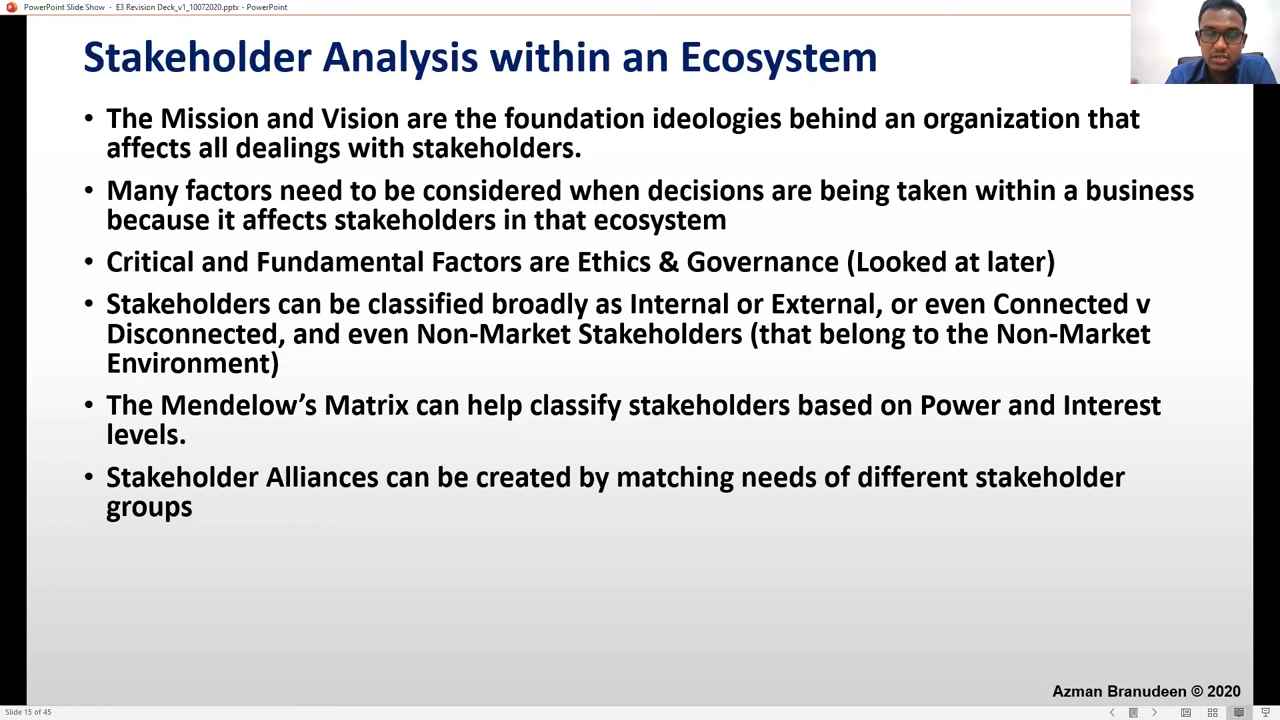 PowerPoint Slide Show - E3 Revision Deck_v1_10072020.pptx - PowerPoint
Stakeholder Analysis within an Ecosystem
• The Mission and Vision are the foundation ideologies behind an organization that
affects all dealings with stakeholders.
• Many factors need to be considered when decisions are being taken within a business
because it affects stakeholders in that ecosystem
• Critical and Fundamental Factors are Ethics & Governance (Looked at later)
• Stakeholders can be classified broadly as Internal or External, or even Connected v
Disconnected, and even Non-Market Stakeholders (that belong to the Non-Market
Environment)
• The Mendelow’s Matrix can help classify stakeholders based on Power and Interest
levels.
• Stakeholder Alliances can be created by matching needs of different stakeholder
groups
Azman Branudeen © 2020
Slide 15 of 45